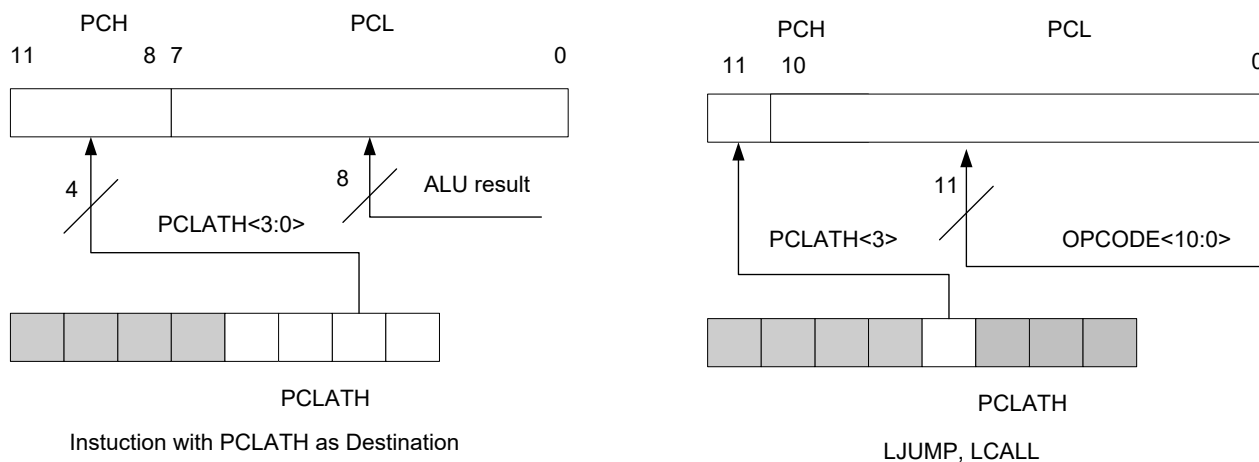 PCH PCL
11 8 7 0
4
8
ALU result
PCLATH<3:0>
PCLATH
Instuction with PCLATH as Destination
PCH PCL
11 10 0
11
PCLATH<3>
OPCODE<10:0>
PCLATH
LJUMP, LCALL